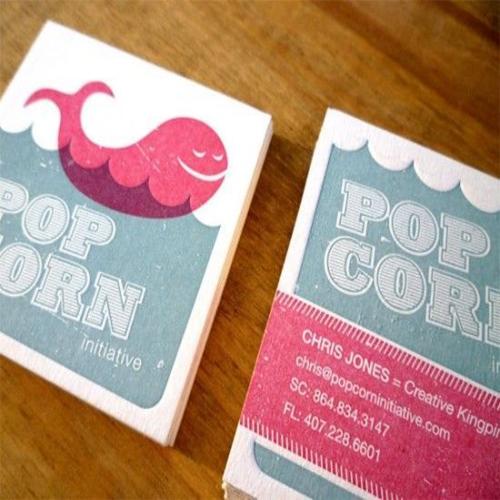 POP
CORN
initiative
POP
CORN
CHRIS JONES = Creative Kingpin
chris@popcorninitiative.com
SC: 864.834.3147
FL: 407.228.6601